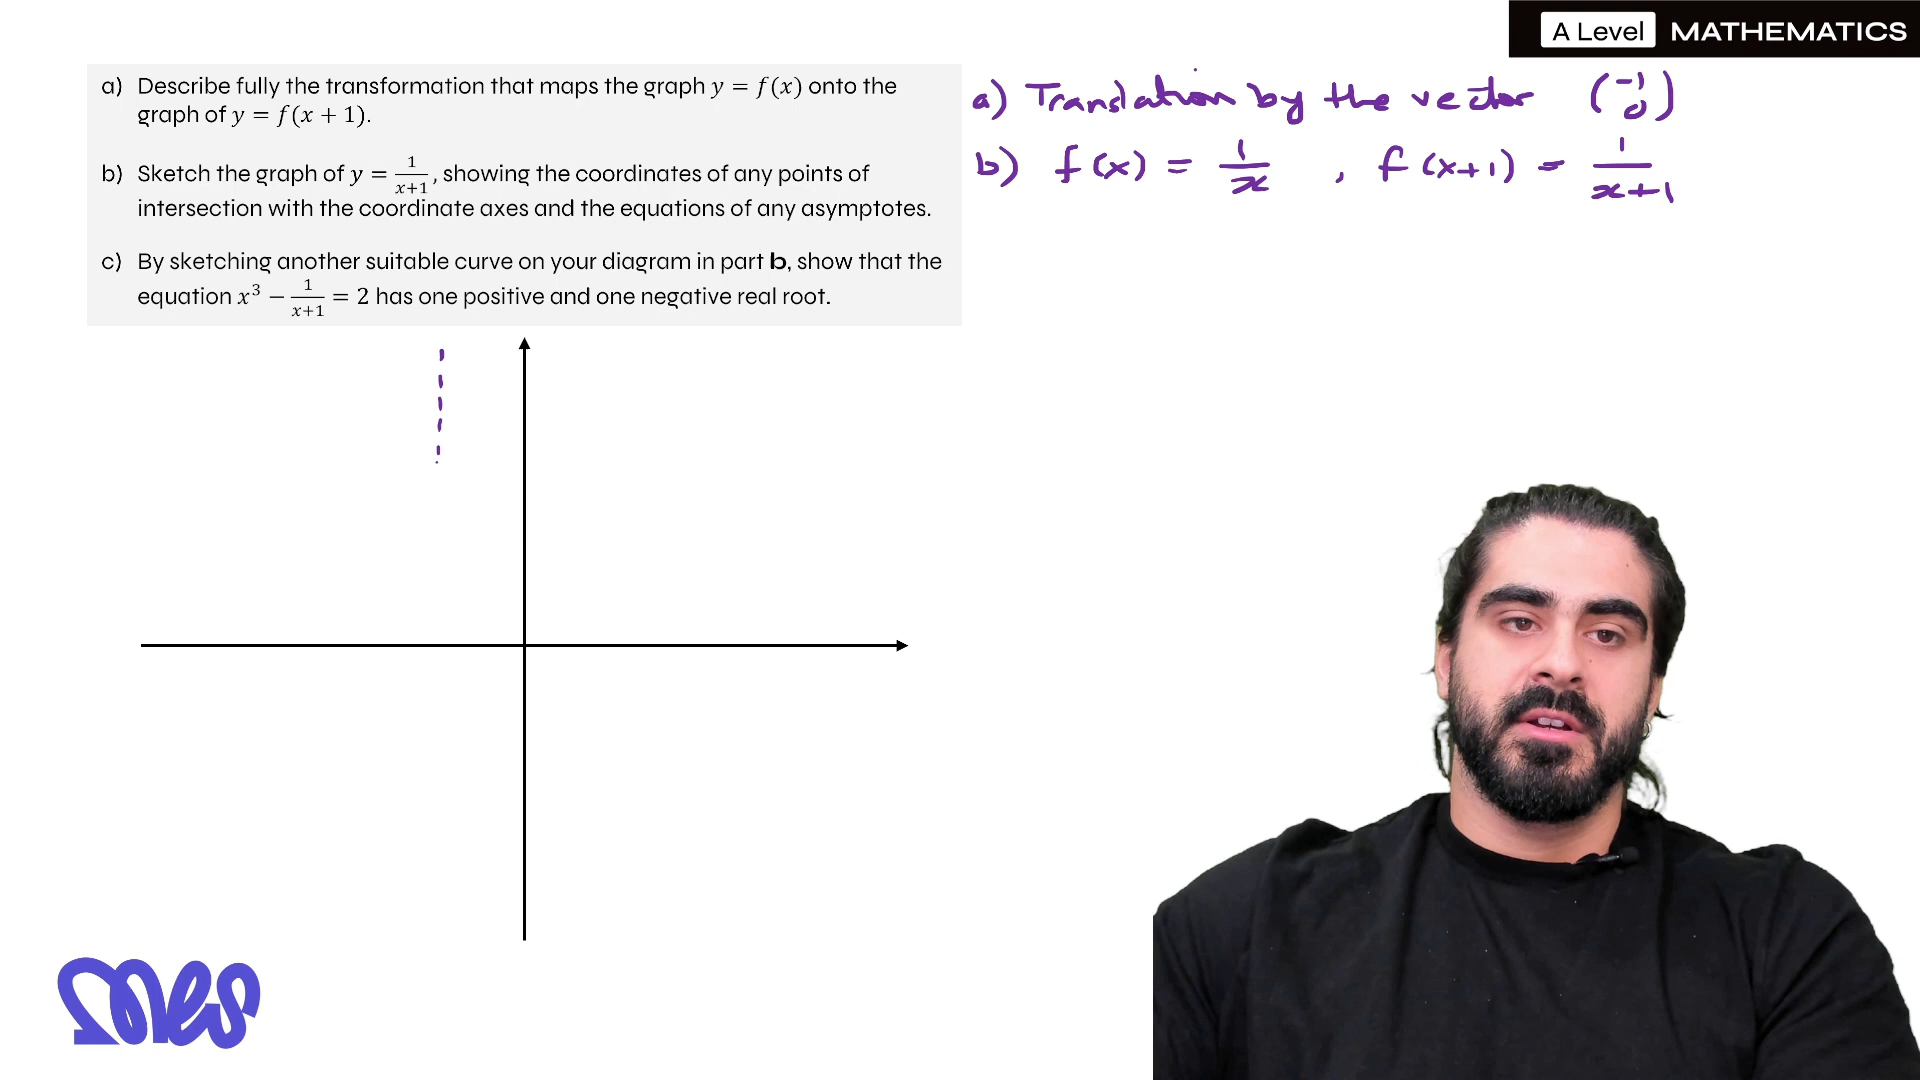 A Level MATHEMATICS
a) Describe fully the transformation that maps the graph y = f(x) onto the
graph of y = f(x + 1).
b) Sketch the graph of y = 1/(x+1), showing the coordinates of any points of
intersection with the coordinate axes and the equations of any asymptotes.
c) By sketching another suitable curve on your diagram in part b, show that the
equation x³ − 1/(x+1) = 2 has one positive and one negative real root.
a) Translation by the vector (-1 0)
b) f(x) = 1/x , f(x+1) = 1/(x+1)
mes